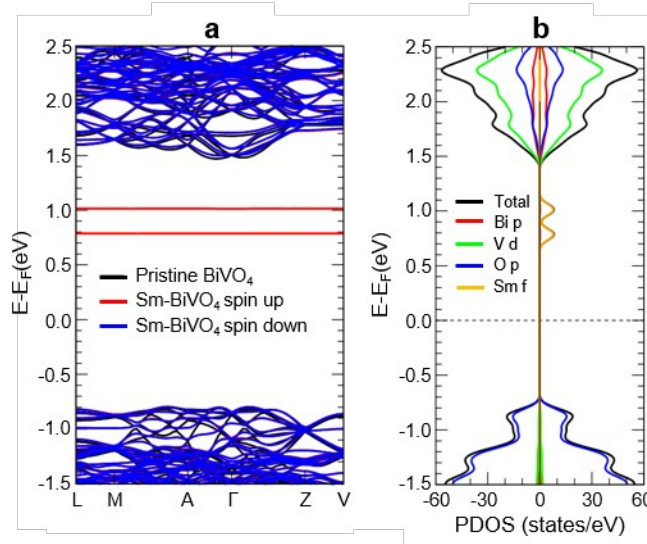 a
E-EF(eV)
2.5
2.0
1.5
1.0
0.5
0.0
-0.5
-1.0
-1.5
Pristine BiVO4
Sm-BiVO4 spin up
Sm-BiVO4 spin down
L M A Γ Z V
b
E-EF(eV)
2.5
2.0
1.5
1.0
0.5
0.0
-0.5
-1.0
-1.5
Total
Bi p
V d
O p
Sm f
-60 -30 0 30 60
PDOS (states/eV)